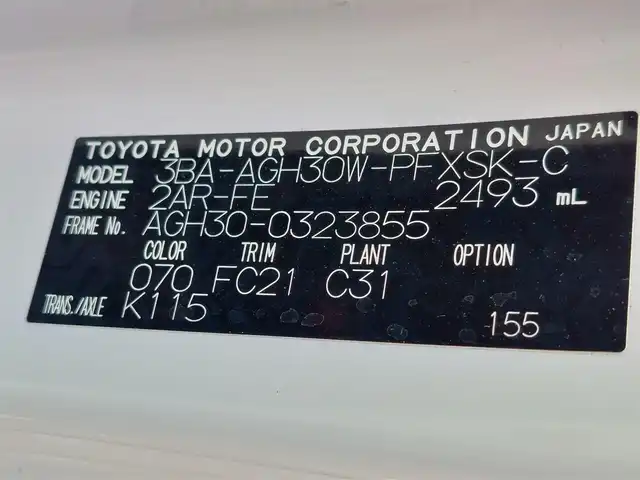 TOYOTA MOTOR CORPORATION JAPAN
MODEL 3BA-AGH30W-PFXSK-C
ENGINE 2AR-FE 2493 mL
FRAME No. AGH30-0323855
COLOR TRIM PLANT OPTION
070 FC21 C31
TRANS./AXLE K115
155